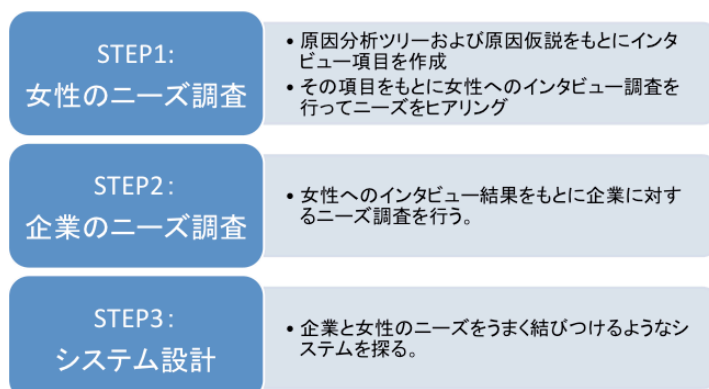 STEP1:
女性のニーズ調査
• 原因分析ツリーおよび原因仮説をもとにインタ
ビュー項目を作成
• その項目をもとに女性へのインタビュー調査を
行ってニーズをヒアリング
STEP2:
企業のニーズ調査
• 女性へのインタビュー結果をもとに企業に対す
るニーズ調査を行う。
STEP3:
システム設計
• 企業と女性のニーズをうまく結びつけるようなシ
ステムを探る。